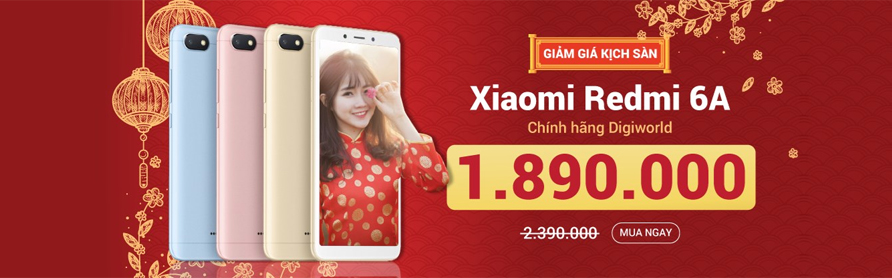 GIẢM GIÁ KỊCH SÀN
Xiaomi Redmi 6A
Chính hãng Digiworld
1.890.000
2.390.000 MUA NGAY